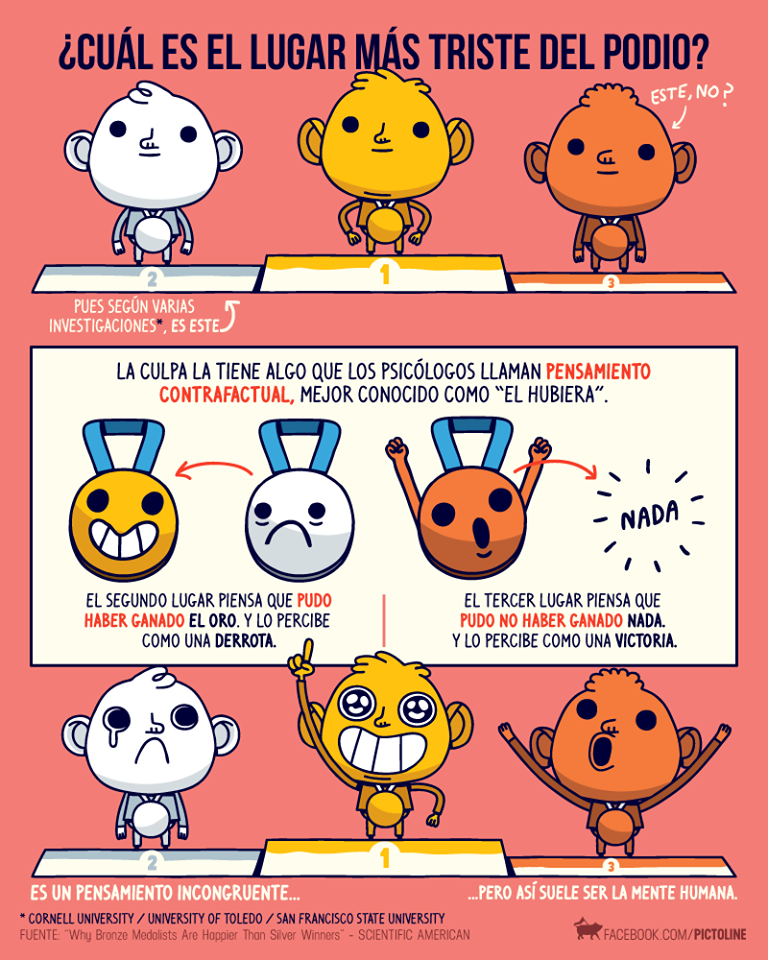 ¿CUÁL ES EL LUGAR MÁS TRISTE DEL PODIO?
ESTE, NO?
2
1
3
PUES SEGÚN VARIAS
INVESTIGACIONES*, ES ESTE
LA CULPA LA TIENE ALGO QUE LOS PSICÓLOGOS LLAMAN PENSAMIENTO
CONTRAFACTUAL, MEJOR CONOCIDO COMO "EL HUBIERA".
NADA
EL SEGUNDO LUGAR PIENSA QUE PUDO
HABER GANADO EL ORO. Y LO PERCIBE
COMO UNA DERROTA.
EL TERCER LUGAR PIENSA QUE
PUDO NO HABER GANADO NADA.
Y LO PERCIBE COMO UNA VICTORIA.
2
1
3
ES UN PENSAMIENTO INCONGRUENTE...
...PERO ASÍ SUELE SER LA MENTE HUMANA.
* CORNELL UNIVERSITY / UNIVERSITY OF TOLEDO / SAN FRANCISCO STATE UNIVERSITY
FUENTE: "Why Bronze Medalists Are Happier Than Silver Winners" - SCIENTIFIC AMERICAN
FACEBOOK.COM/PICTOLINE